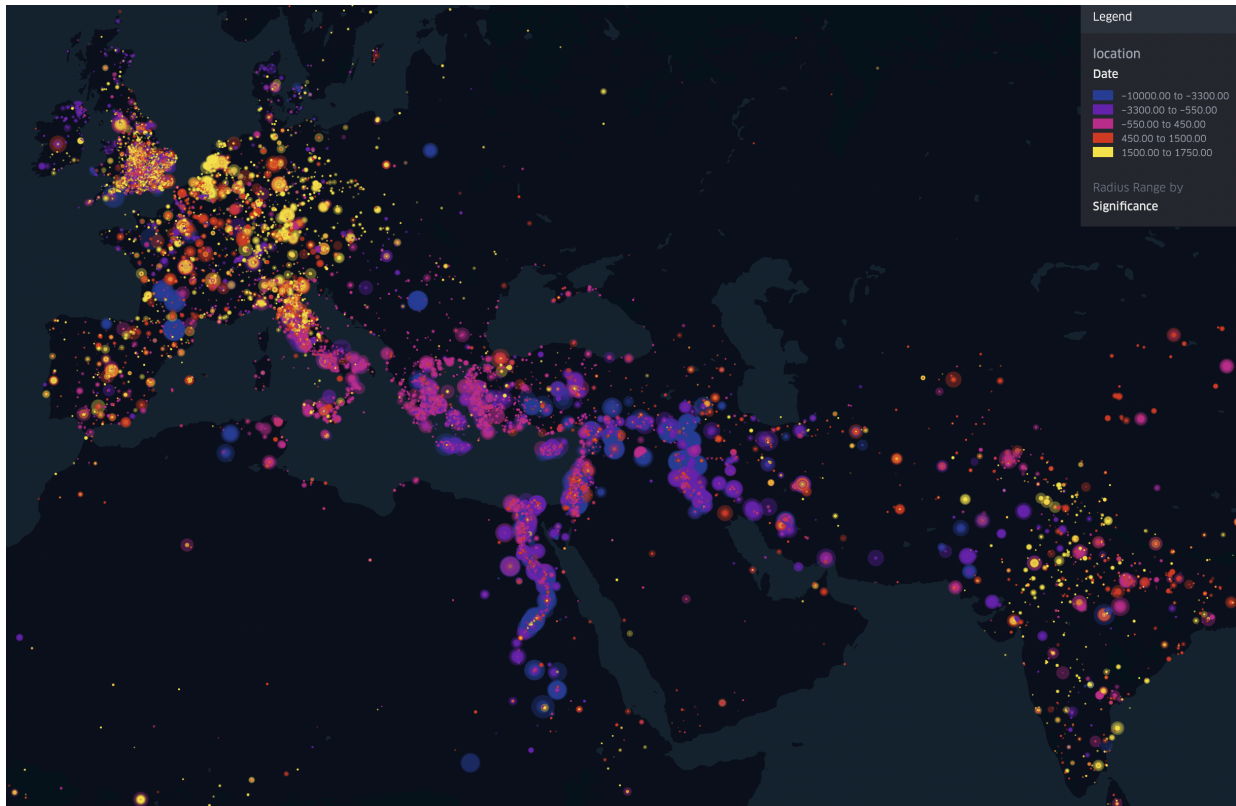 Legend
location
Date
−10000.00 to −3300.00
−3300.00 to −550.00
−550.00 to 450.00
450.00 to 1500.00
1500.00 to 1750.00
Radius Range by
Significance